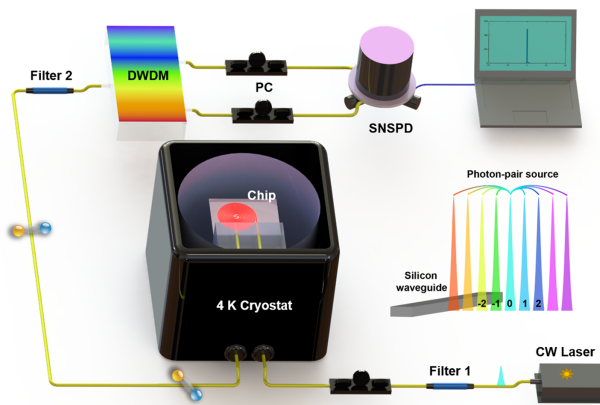 Filter 2
DWDM
PC
SNSPD
Chip
Photon-pair source
4 K Cryostat
Silicon
waveguide
-2 -1 0 1 2
Filter 1
CW Laser